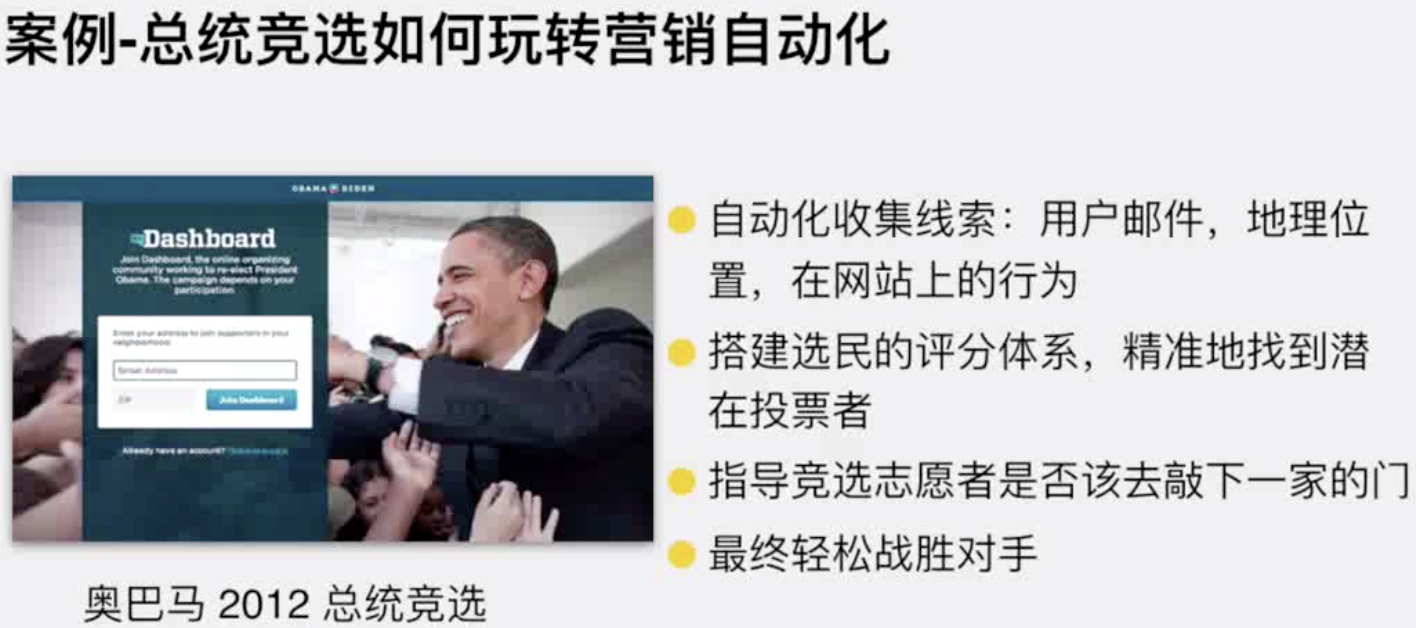 案例-总统竞选如何玩转营销自动化
OBAMA BIDEN
Dashboard
Join Dashboard, the online organizing
community working to re-elect President
Obama. The campaign depends on your
participation.
Enter your address to join supporters in your
neighborhood
Street Address
ZIP
Join Dashboard
Already have an account?
自动化收集线索：用户邮件，地理位
置，在网站上的行为
搭建选民的评分体系，精准地找到潜
在投票者
指导竞选志愿者是否该去敲下一家的门
最终轻松战胜对手
奥巴马 2012 总统竞选